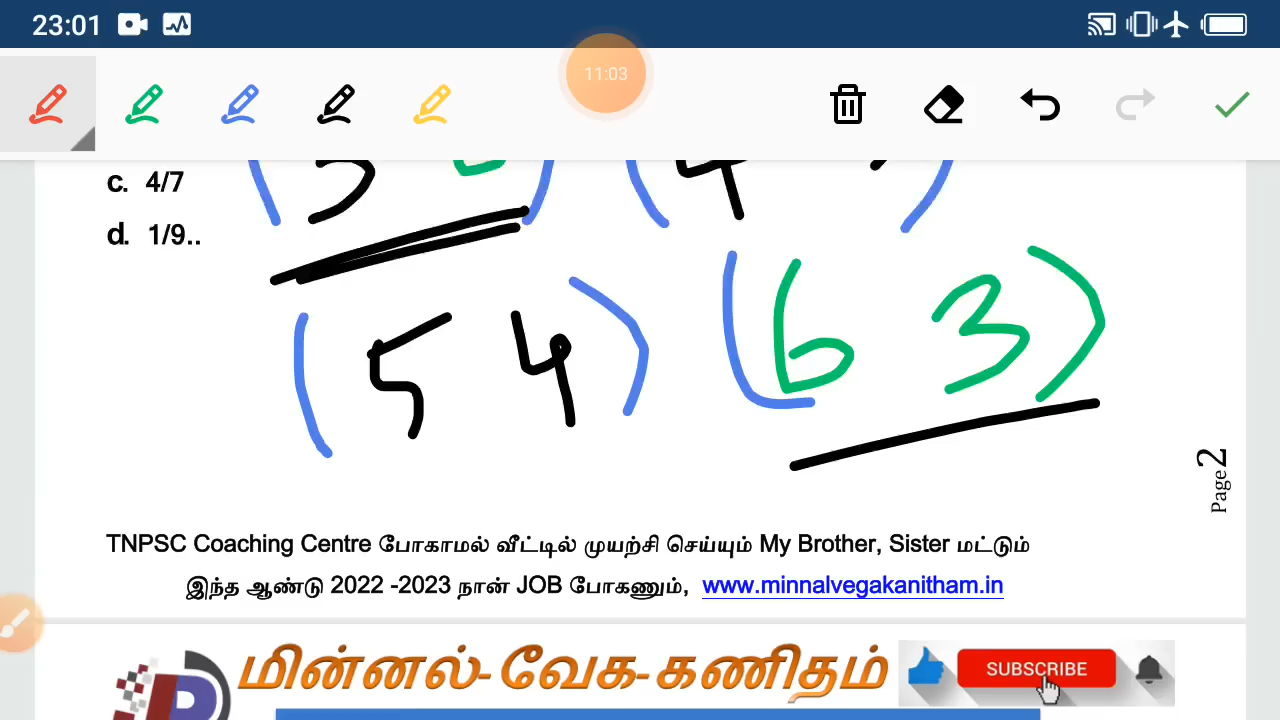 23:01
11:03
c. 4/7
d. 1/9..
(5 4) (6 3)
Page 2
TNPSC Coaching Centre போகாமல் வீட்டில் முயற்சி செய்யும் My Brother, Sister மட்டும்
இந்த ஆண்டு 2022 -2023 நான் JOB போகணும், www.minnalvegakanitham.in
மின்னல்-வேக-கணிதம்
SUBSCRIBE